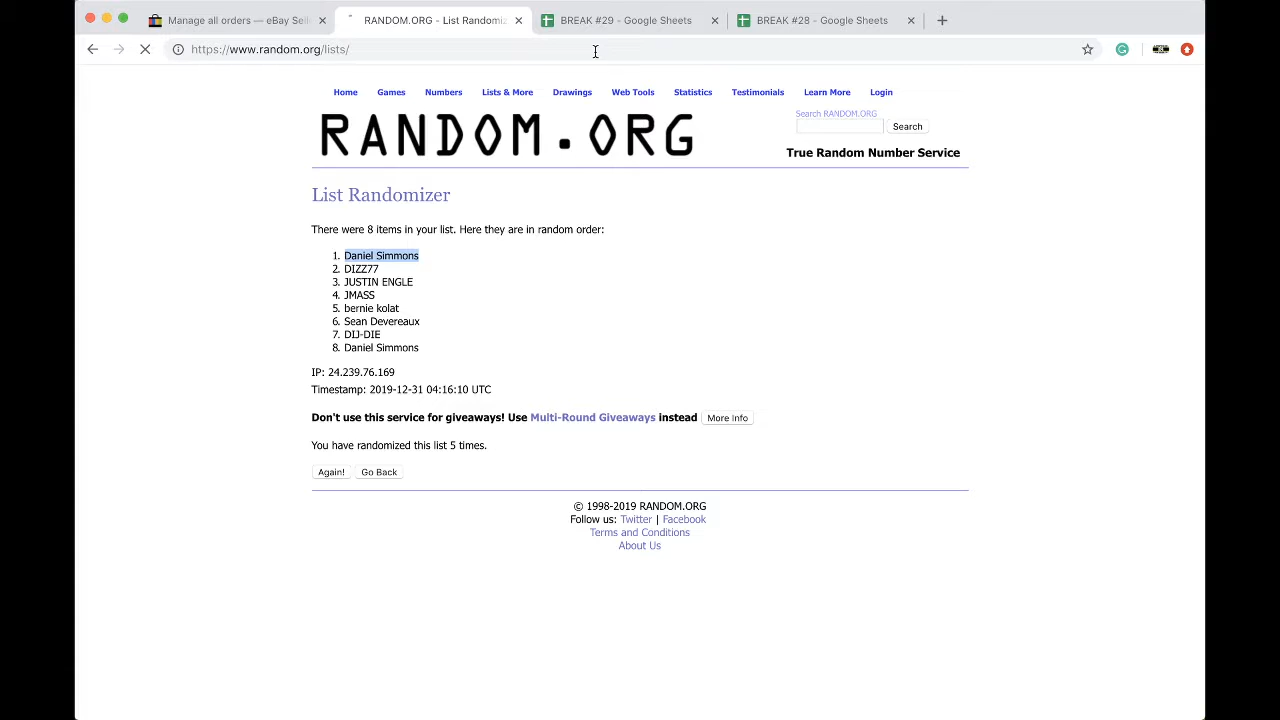 Manage all orders — eBay Sell
RANDOM.ORG - List Randomiz
BREAK #29 - Google Sheets
BREAK #28 - Google Sheets
https://www.random.org/lists/
Home Games Numbers Lists & More Drawings Web Tools Statistics Testimonials Learn More Login
RANDOM.ORG
Search RANDOM.ORG
Search
True Random Number Service
List Randomizer
There were 8 items in your list. Here they are in random order:
1. Daniel Simmons
2. DIZZ77
3. JUSTIN ENGLE
4. JMASS
5. bernie kolat
6. Sean Devereaux
7. DIJ-DIE
8. Daniel Simmons
IP: 24.239.76.169
Timestamp: 2019-12-31 04:16:10 UTC
Don't use this service for giveaways! Use Multi-Round Giveaways instead More Info
You have randomized this list 5 times.
Again! Go Back
© 1998-2019 RANDOM.ORG
Follow us: Twitter | Facebook
Terms and Conditions
About Us